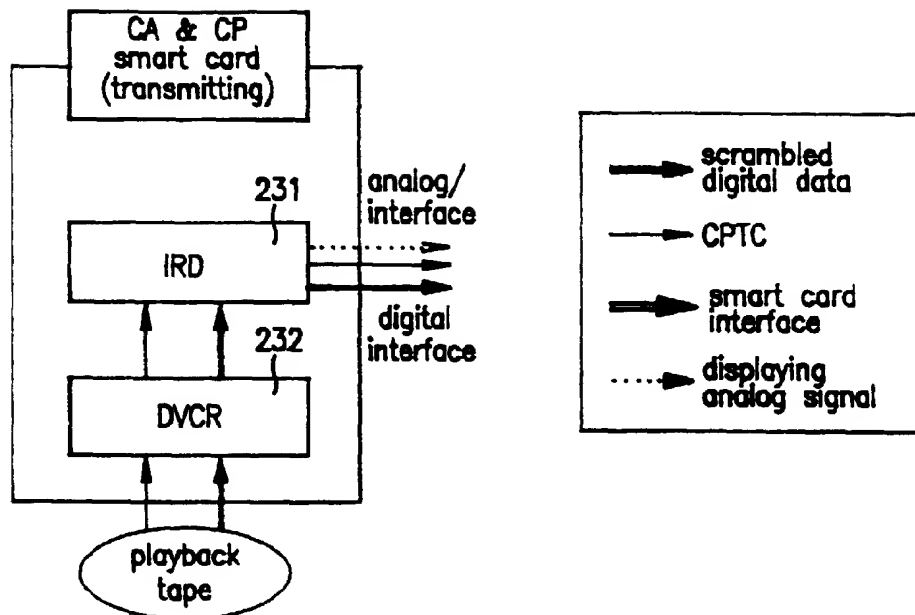 CA & CP
smart card
(transmitting)
231
analog/
interface
IRD
digital
interface
232
DVCR
playback
tape
scrambled
digital data
CPTC
smart card
interface
displaying
analog signal